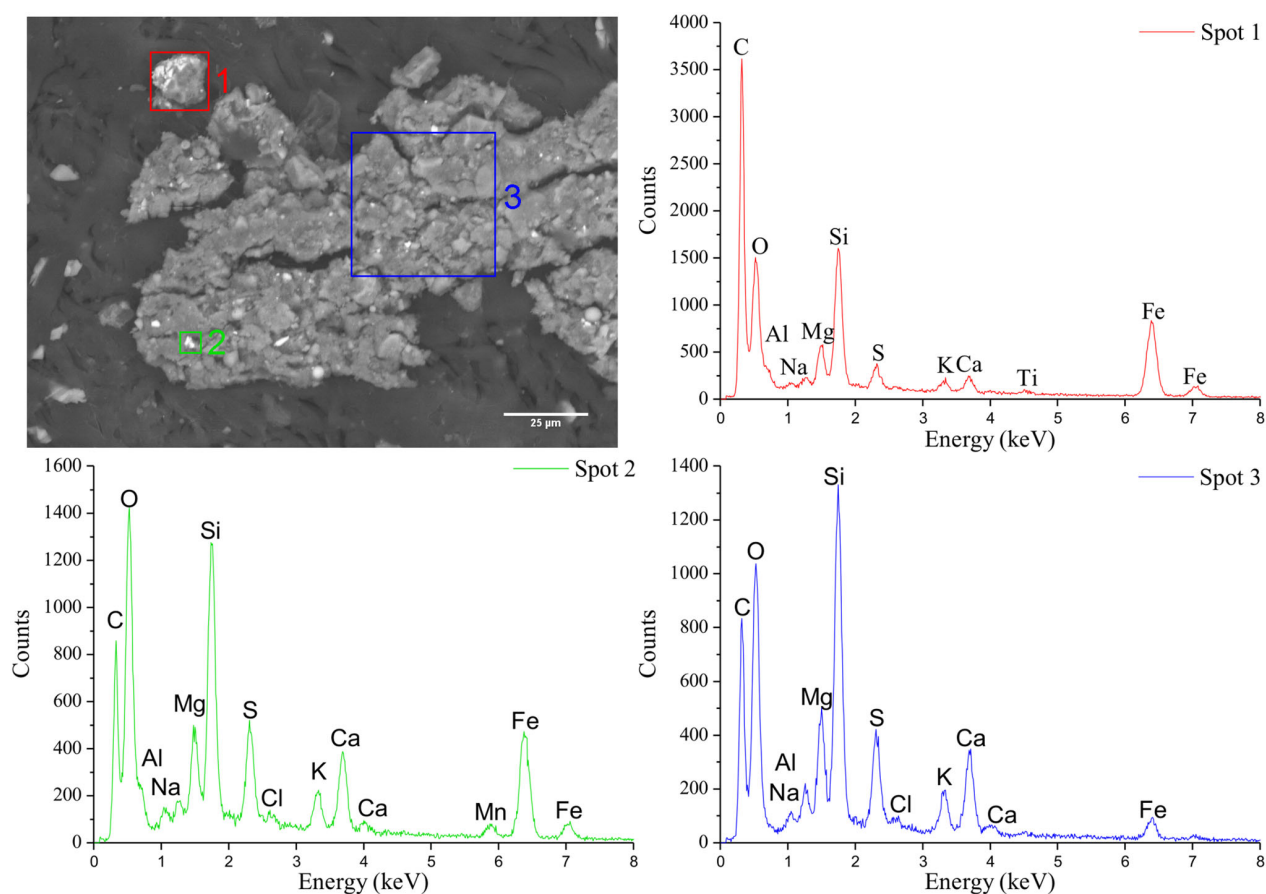 1
2
3
25 µm
Spot 1
4000
3500
3000
2500
2000
1500
1000
500
0
Counts
C
O
Al
Na
Mg
Si
S
K
Ca
Ti
Fe
Fe
0 1 2 3 4 5 6 7 8
Energy (keV)
Spot 2
1600
1400
1200
1000
800
600
400
200
0
Counts
C
O
Al
Na
Mg
Si
S
Cl
K
Ca
Ca
Mn
Fe
Fe
0 1 2 3 4 5 6 7 8
Energy (keV)
Spot 3
1400
1200
1000
800
600
400
200
0
Counts
C
O
Al
Na
Mg
Si
S
Cl
K
Ca
Ca
Fe
0 1 2 3 4 5 6 7 8
Energy (keV)